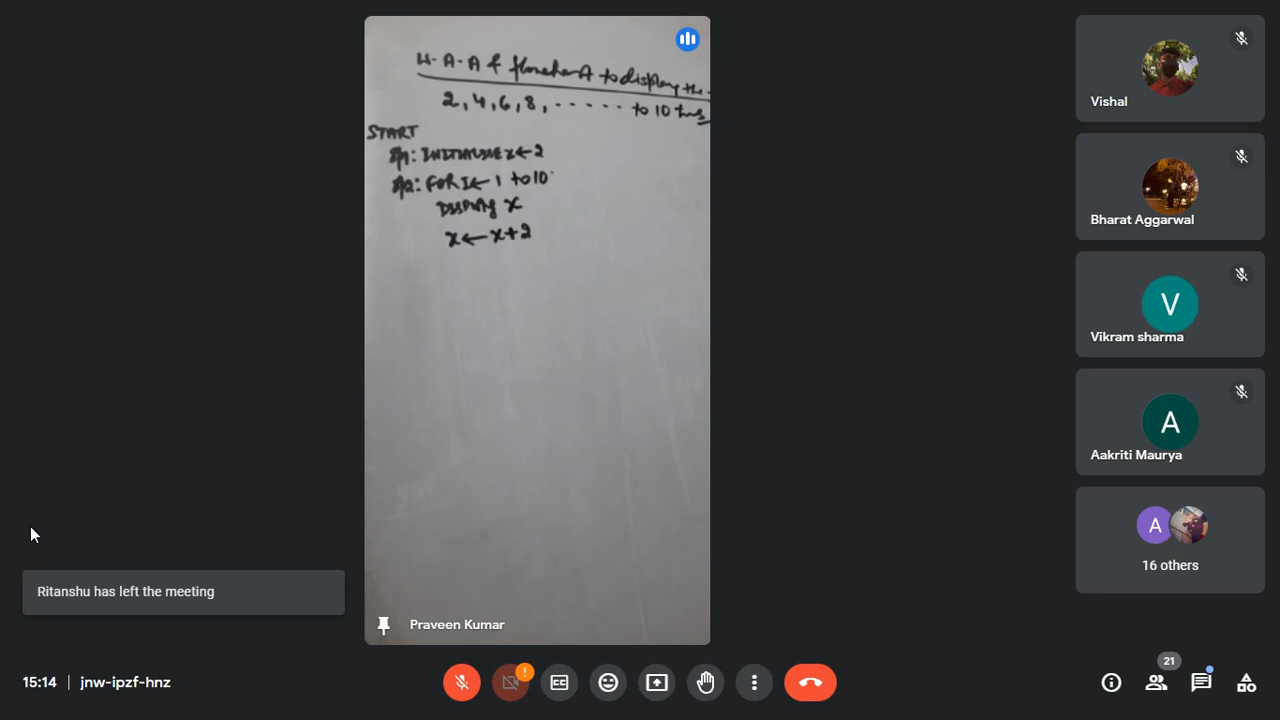 W. A. A & flowchart to display the
2, 4, 6, 8, ...... to 10 terms
START
INITIALISE x ← 2
FOR I ← 1 to 10
DISPLAY x
x ← x + 2
Praveen Kumar
Vishal
Bharat Aggarwal
V
Vikram sharma
A
Aakriti Maurya
A
16 others
Ritanshu has left the meeting
15:14 | jnw-ipzf-hnz
CC
21